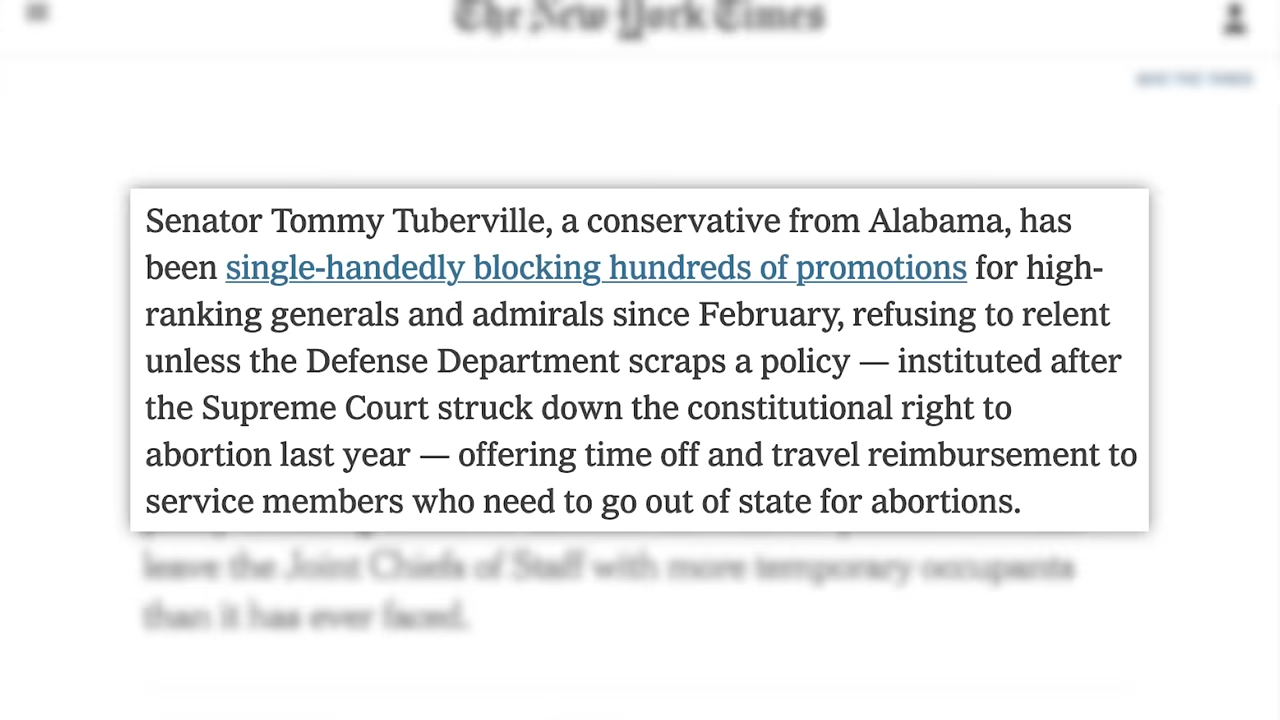 The New York Times
Senator Tommy Tuberville, a conservative from Alabama, has
been single-handedly blocking hundreds of promotions for high-
ranking generals and admirals since February, refusing to relent
unless the Defense Department scraps a policy — instituted after
the Supreme Court struck down the constitutional right to
abortion last year — offering time off and travel reimbursement to
service members who need to go out of state for abortions.
leave the Joint Chiefs of Staff with more temporary occupants
than it has ever faced.